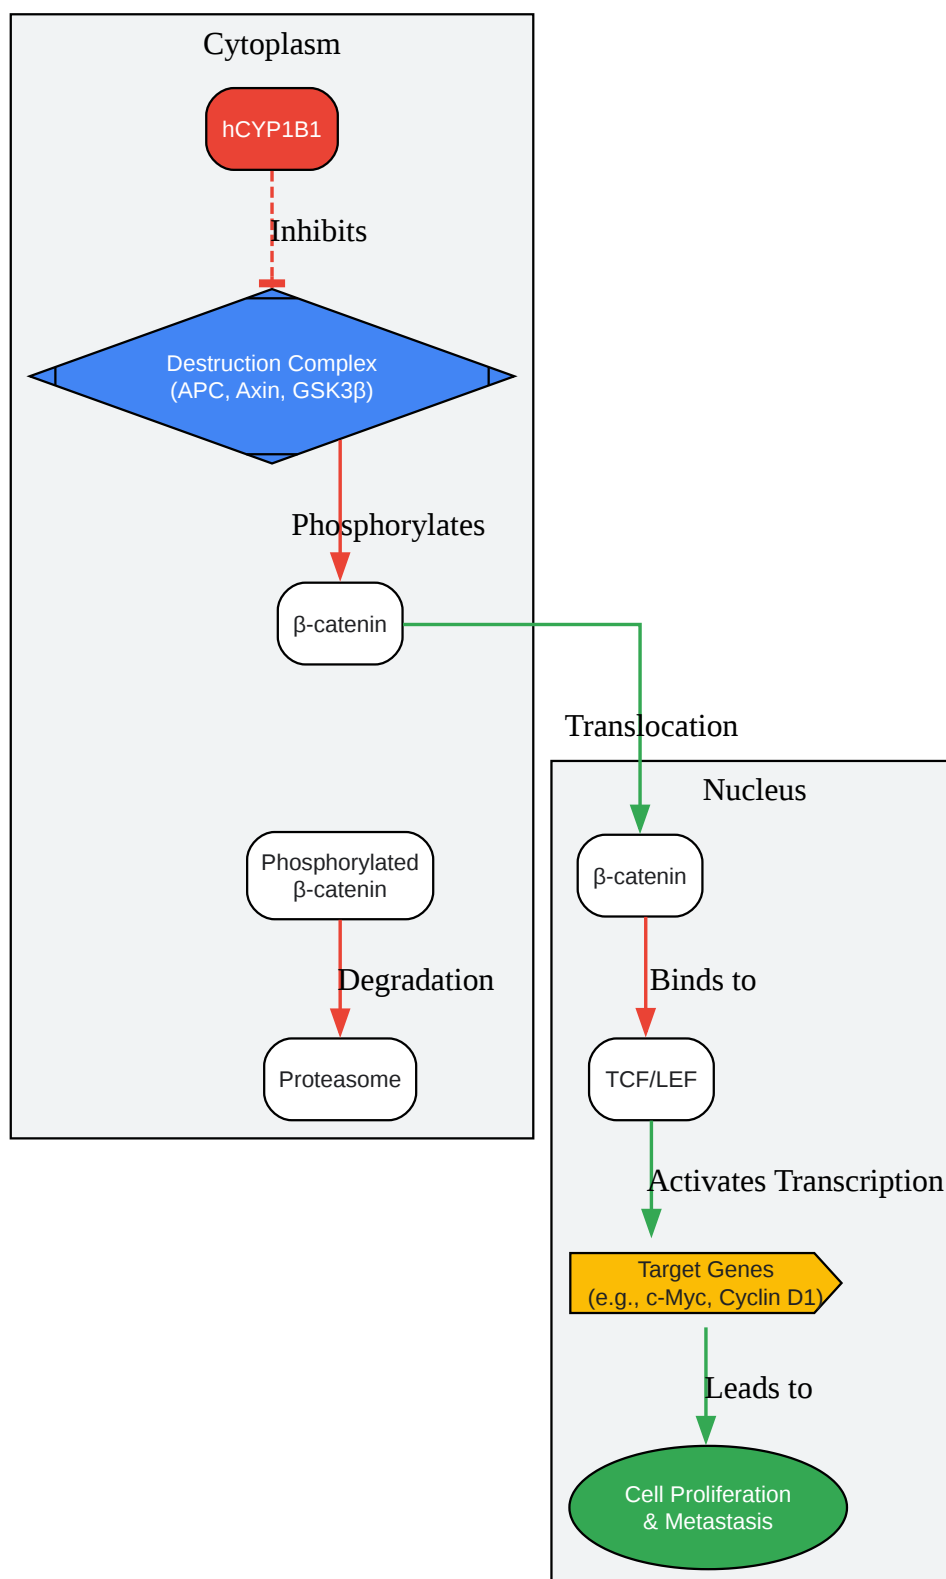 Cytoplasm
hCYP1B1
Inhibits
Destruction Complex
(APC, Axin, GSK3β)
Phosphorylates
β-catenin
Translocation
Nucleus
Phosphorylated
β-catenin
β-catenin
Degradation
Binds to
Proteasome
TCF/LEF
Activates Transcription
Target Genes
(e.g., c-Myc, Cyclin D1)
Leads to
Cell Proliferation
& Metastasis